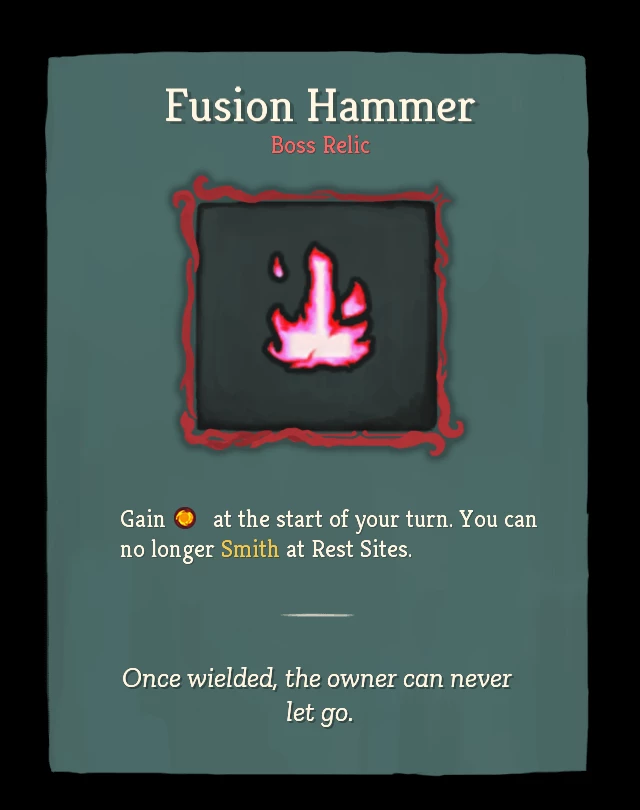 Fusion Hammer
Boss Relic
Gain at the start of your turn. You can
no longer Smith at Rest Sites.
Once wielded, the owner can never
let go.